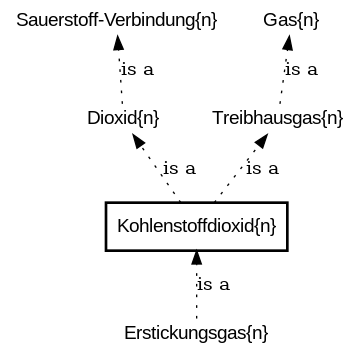 Sauerstoff-Verbindung{n} Gas{n}
is a is a
Dioxid{n} Treibhausgas{n}
is a is a
Kohlenstoffdioxid{n}
is a
Erstickungsgas{n}